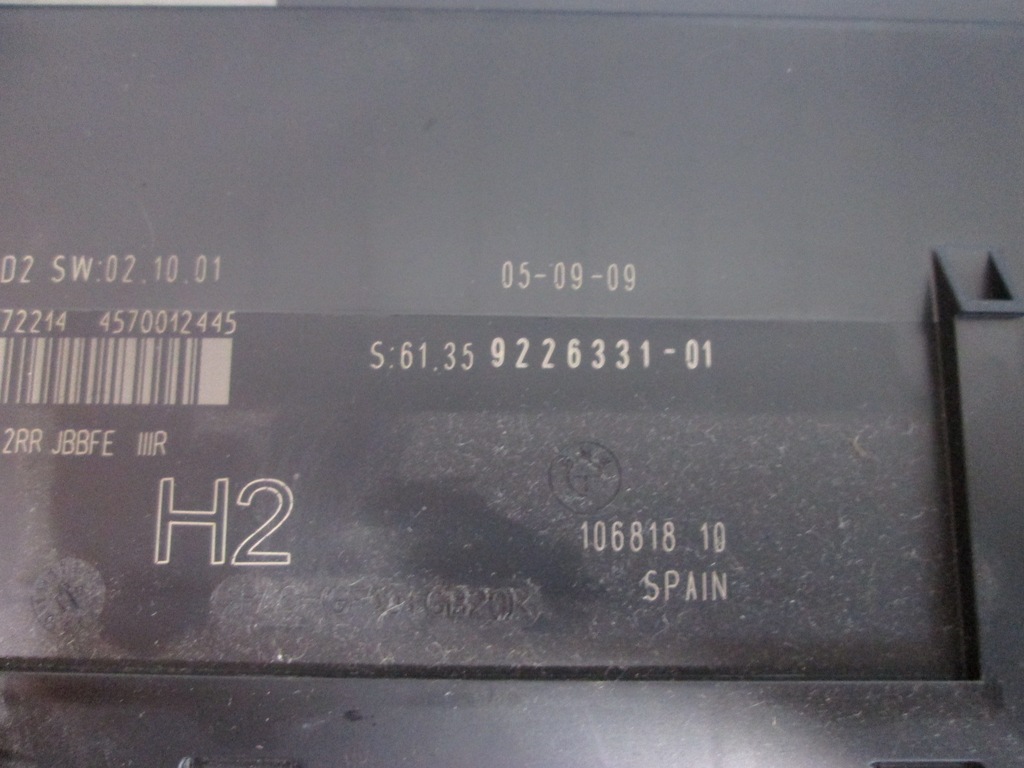 D2 SW:02.10.01
05-09-09
72214 4570012445
S:61.35 9226331-01
2RR JBBFE IIIR
H2
106818 10
SPAIN